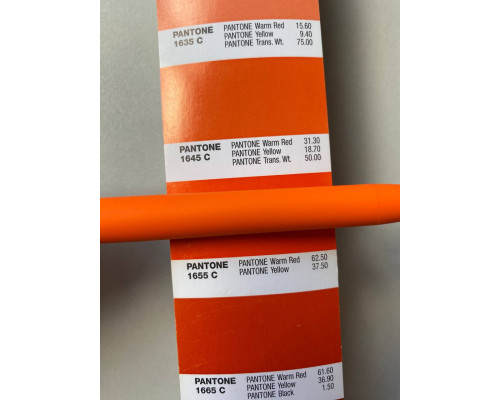 PANTONE Warm Red 15.60
PANTONE PANTONE Yellow 9.40
1635 C PANTONE Trans. Wt. 75.00
PANTONE Warm Red 31.30
PANTONE PANTONE Yellow 18.70
1645 C PANTONE Trans. Wt. 50.00
PANTONE PANTONE Warm Red 62.50
1655 C PANTONE Yellow 37.50
PANTONE Warm Red 61.60
PANTONE PANTONE Yellow 36.90
1665 C PANTONE Black 1.50